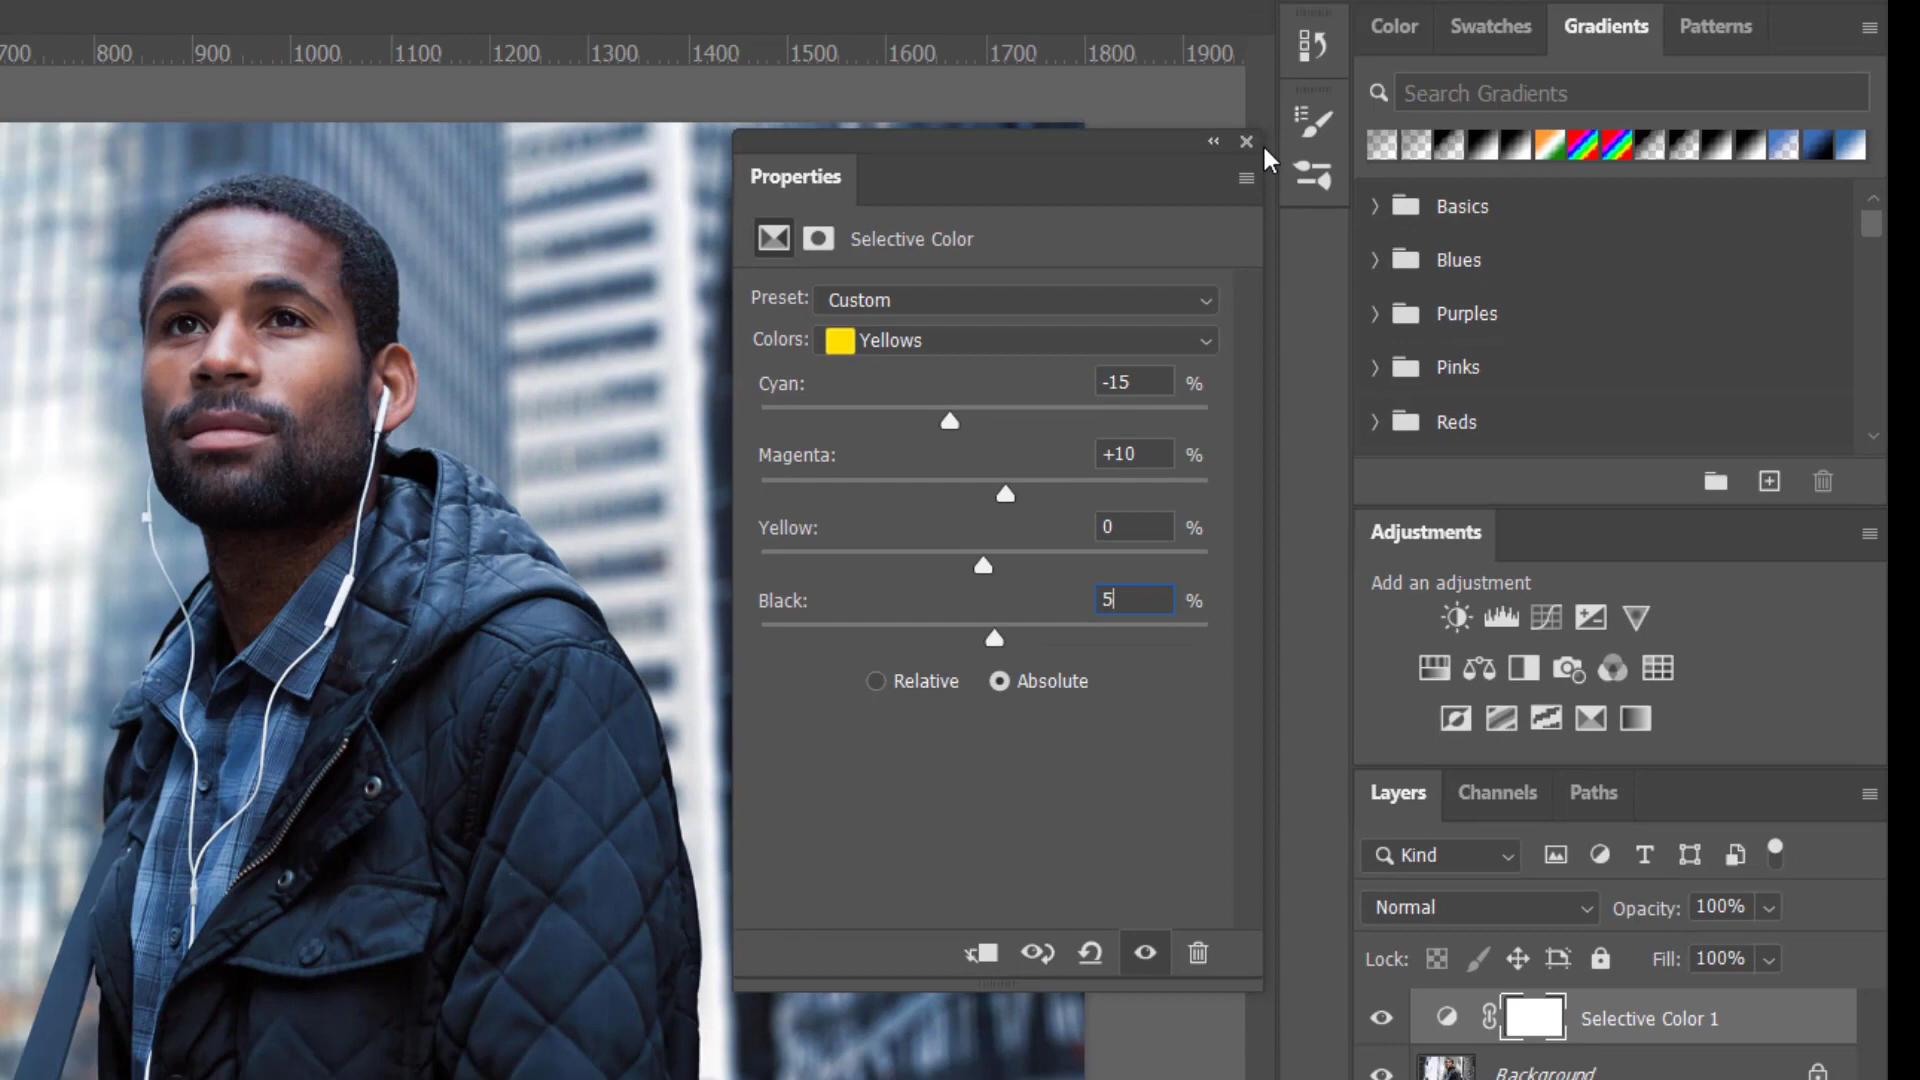 700 800 900 1000 1100 1200 1300 1400 1500 1600 1700 1800 1900
Color Swatches Gradients Patterns
Search Gradients
Basics
Blues
Purples
Pinks
Reds
Properties
Selective Color
Preset: Custom
Colors: Yellows
Cyan: -15 %
Magenta: +10 %
Yellow: 0 %
Black: 5 %
Relative Absolute
Adjustments
Add an adjustment
Layers Channels Paths
Kind
Normal Opacity: 100%
Lock: Fill: 100%
Selective Color 1
Background